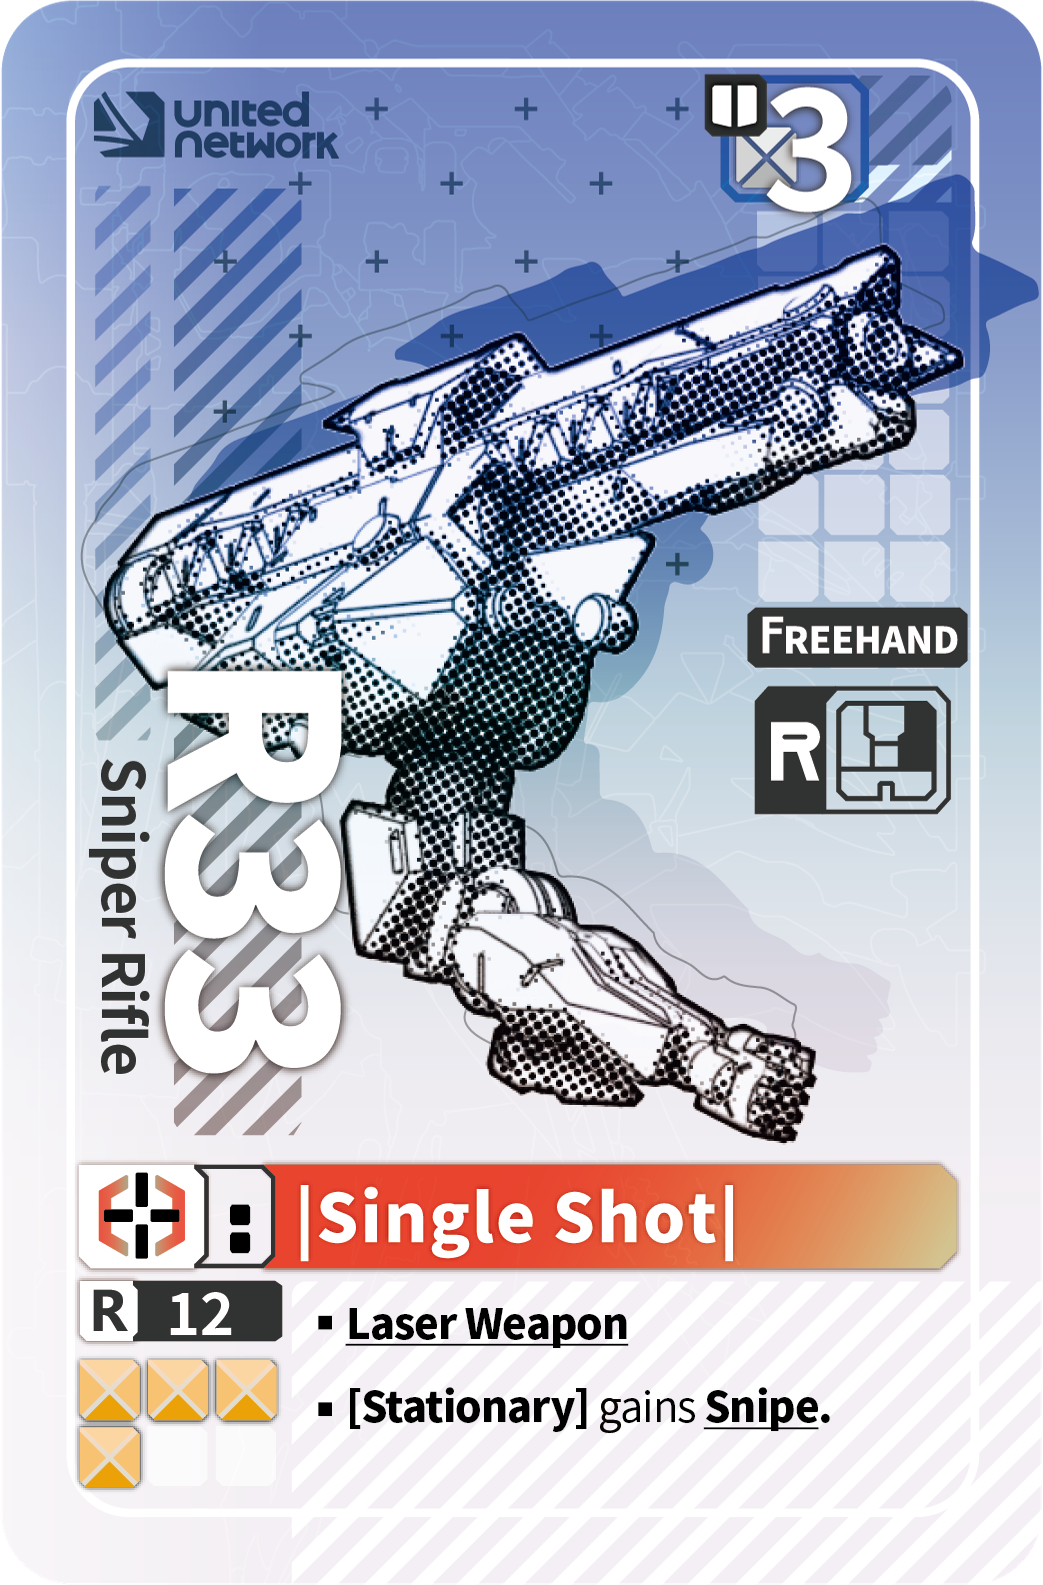 united
network
3
FREEHAND
R
R33
Sniper Rifle
|Single Shot|
R 12
▪ Laser Weapon
▪ [Stationary] gains Snipe.